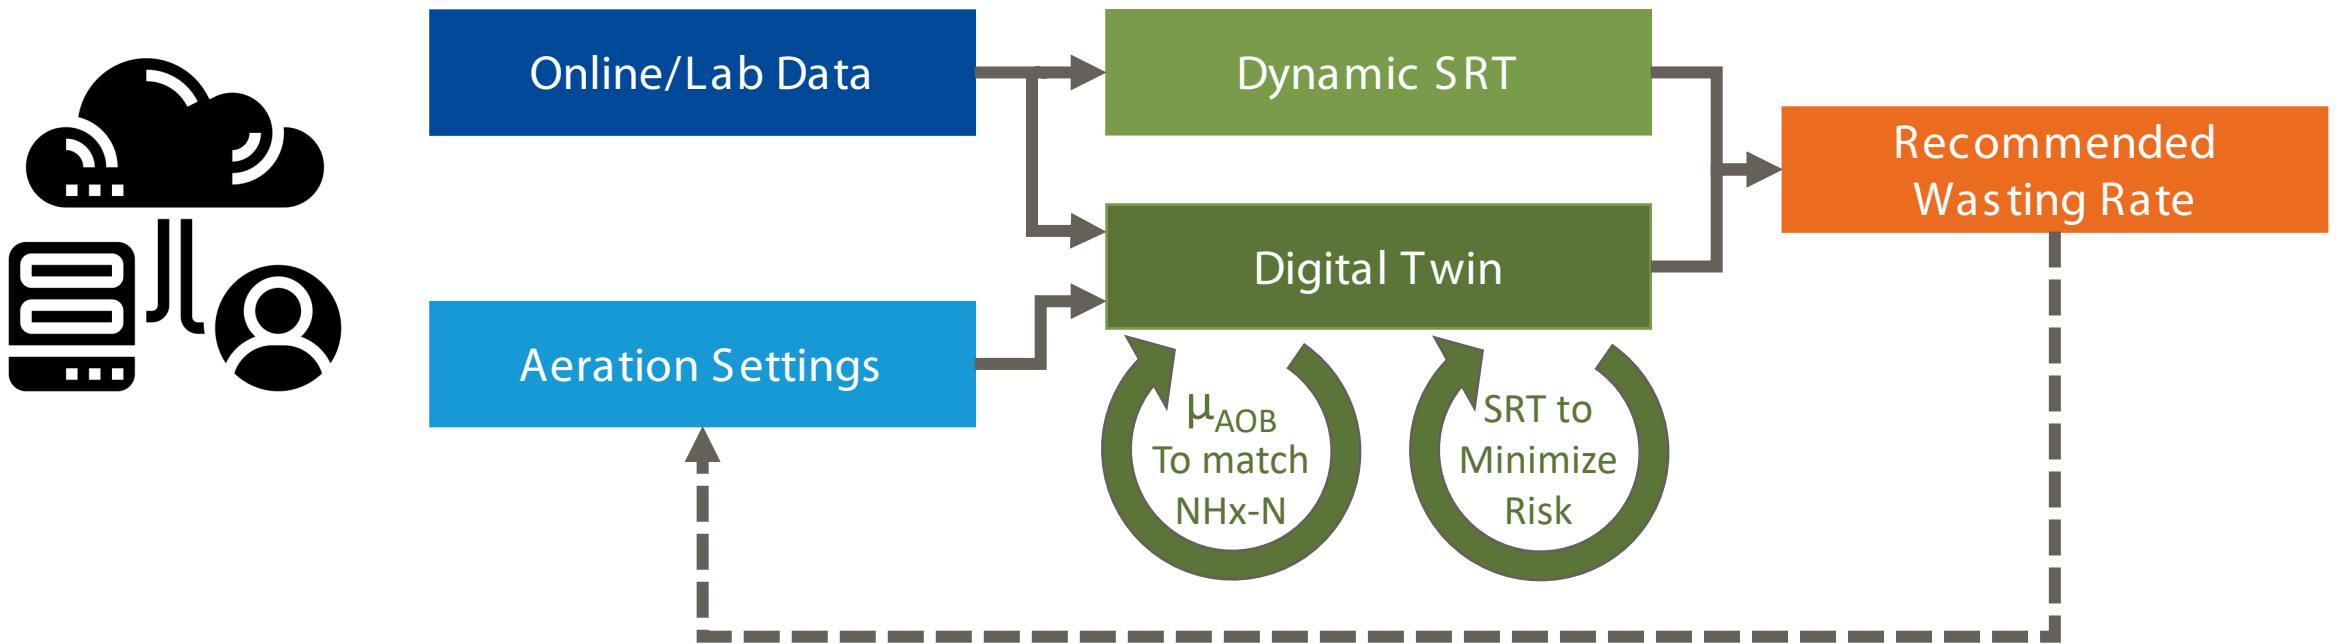 Online/Lab Data
Dynamic SRT
Recommended
Wasting Rate
Digital Twin
Aeration Settings
μAOB
To match
NHx-N
SRT to
Minimize
Risk